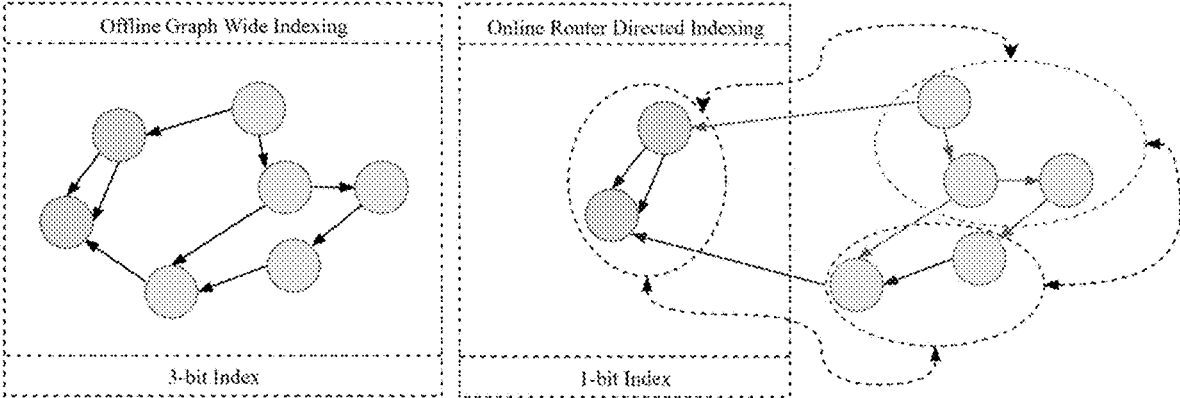 Offline Graph Wide Indexing
Online Router Directed Indexing
3-bit Index
1-bit Index